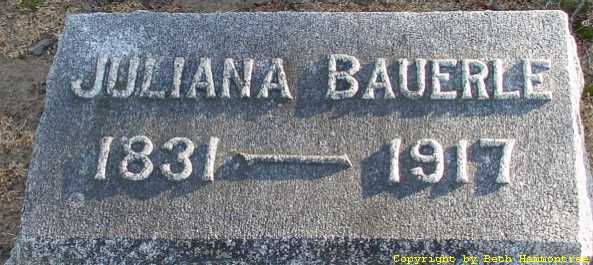 JULIANA BAUERLE
1831 — 1917
Copyright by Beth Hammontree